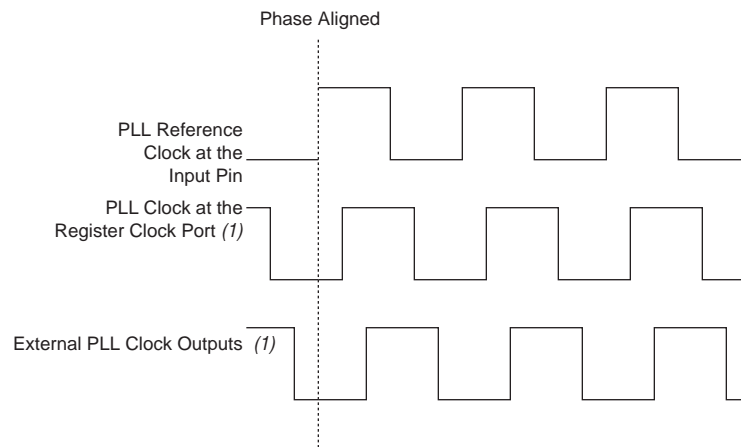 Phase Aligned
PLL Reference
Clock at the
Input Pin
PLL Clock at the
Register Clock Port (1)
External PLL Clock Outputs (1)